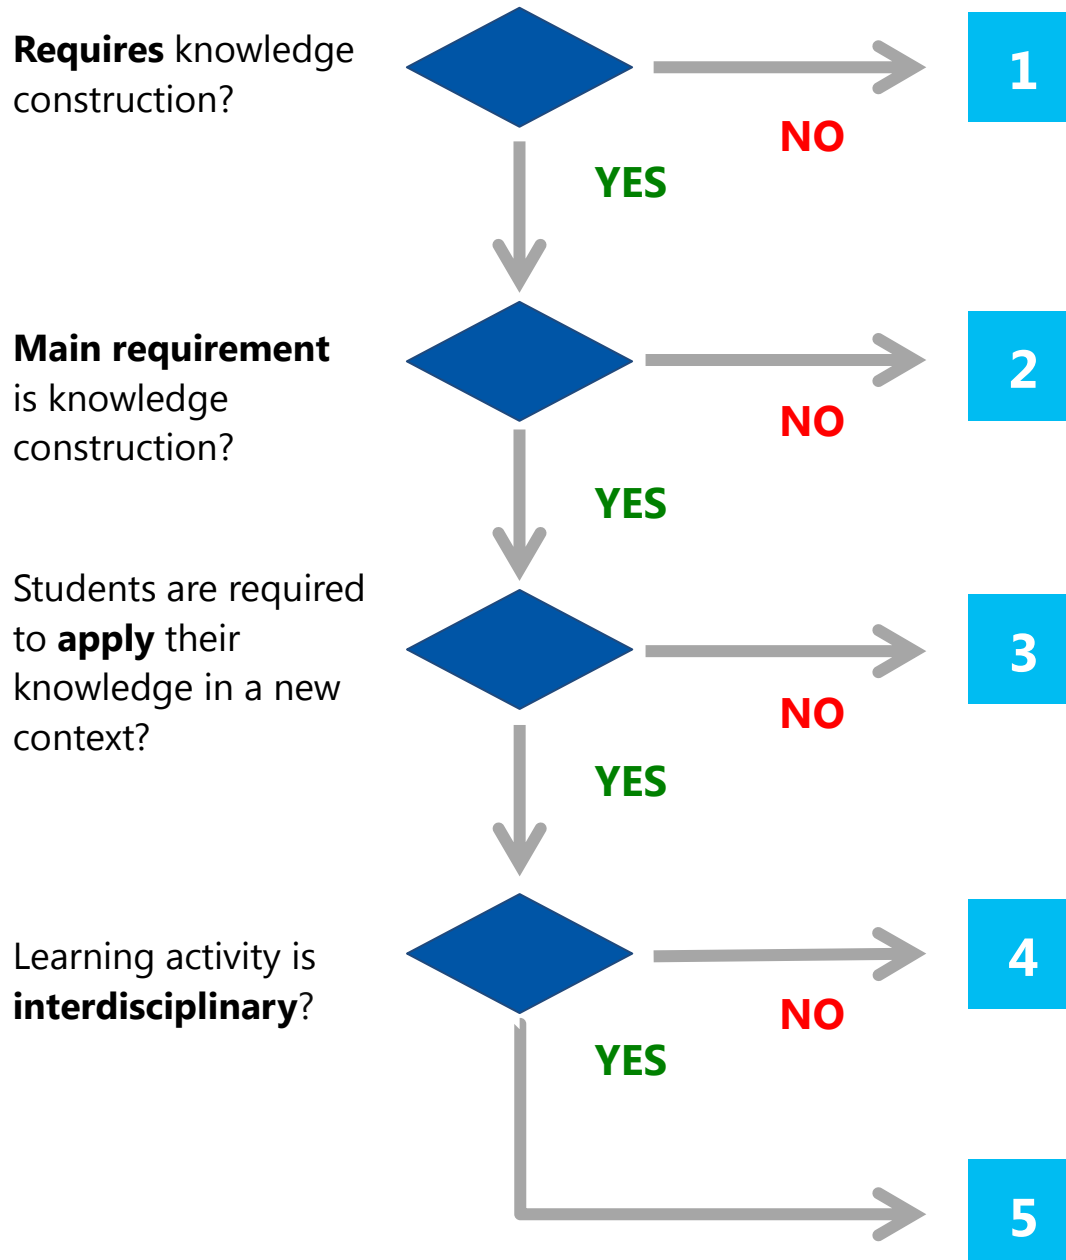 Requires knowledge
construction?
1
NO
YES
Main requirement
is knowledge
construction?
2
NO
YES
Students are required
to apply their
knowledge in a new
context?
3
NO
YES
Learning activity is
interdisciplinary?
4
NO
YES
5